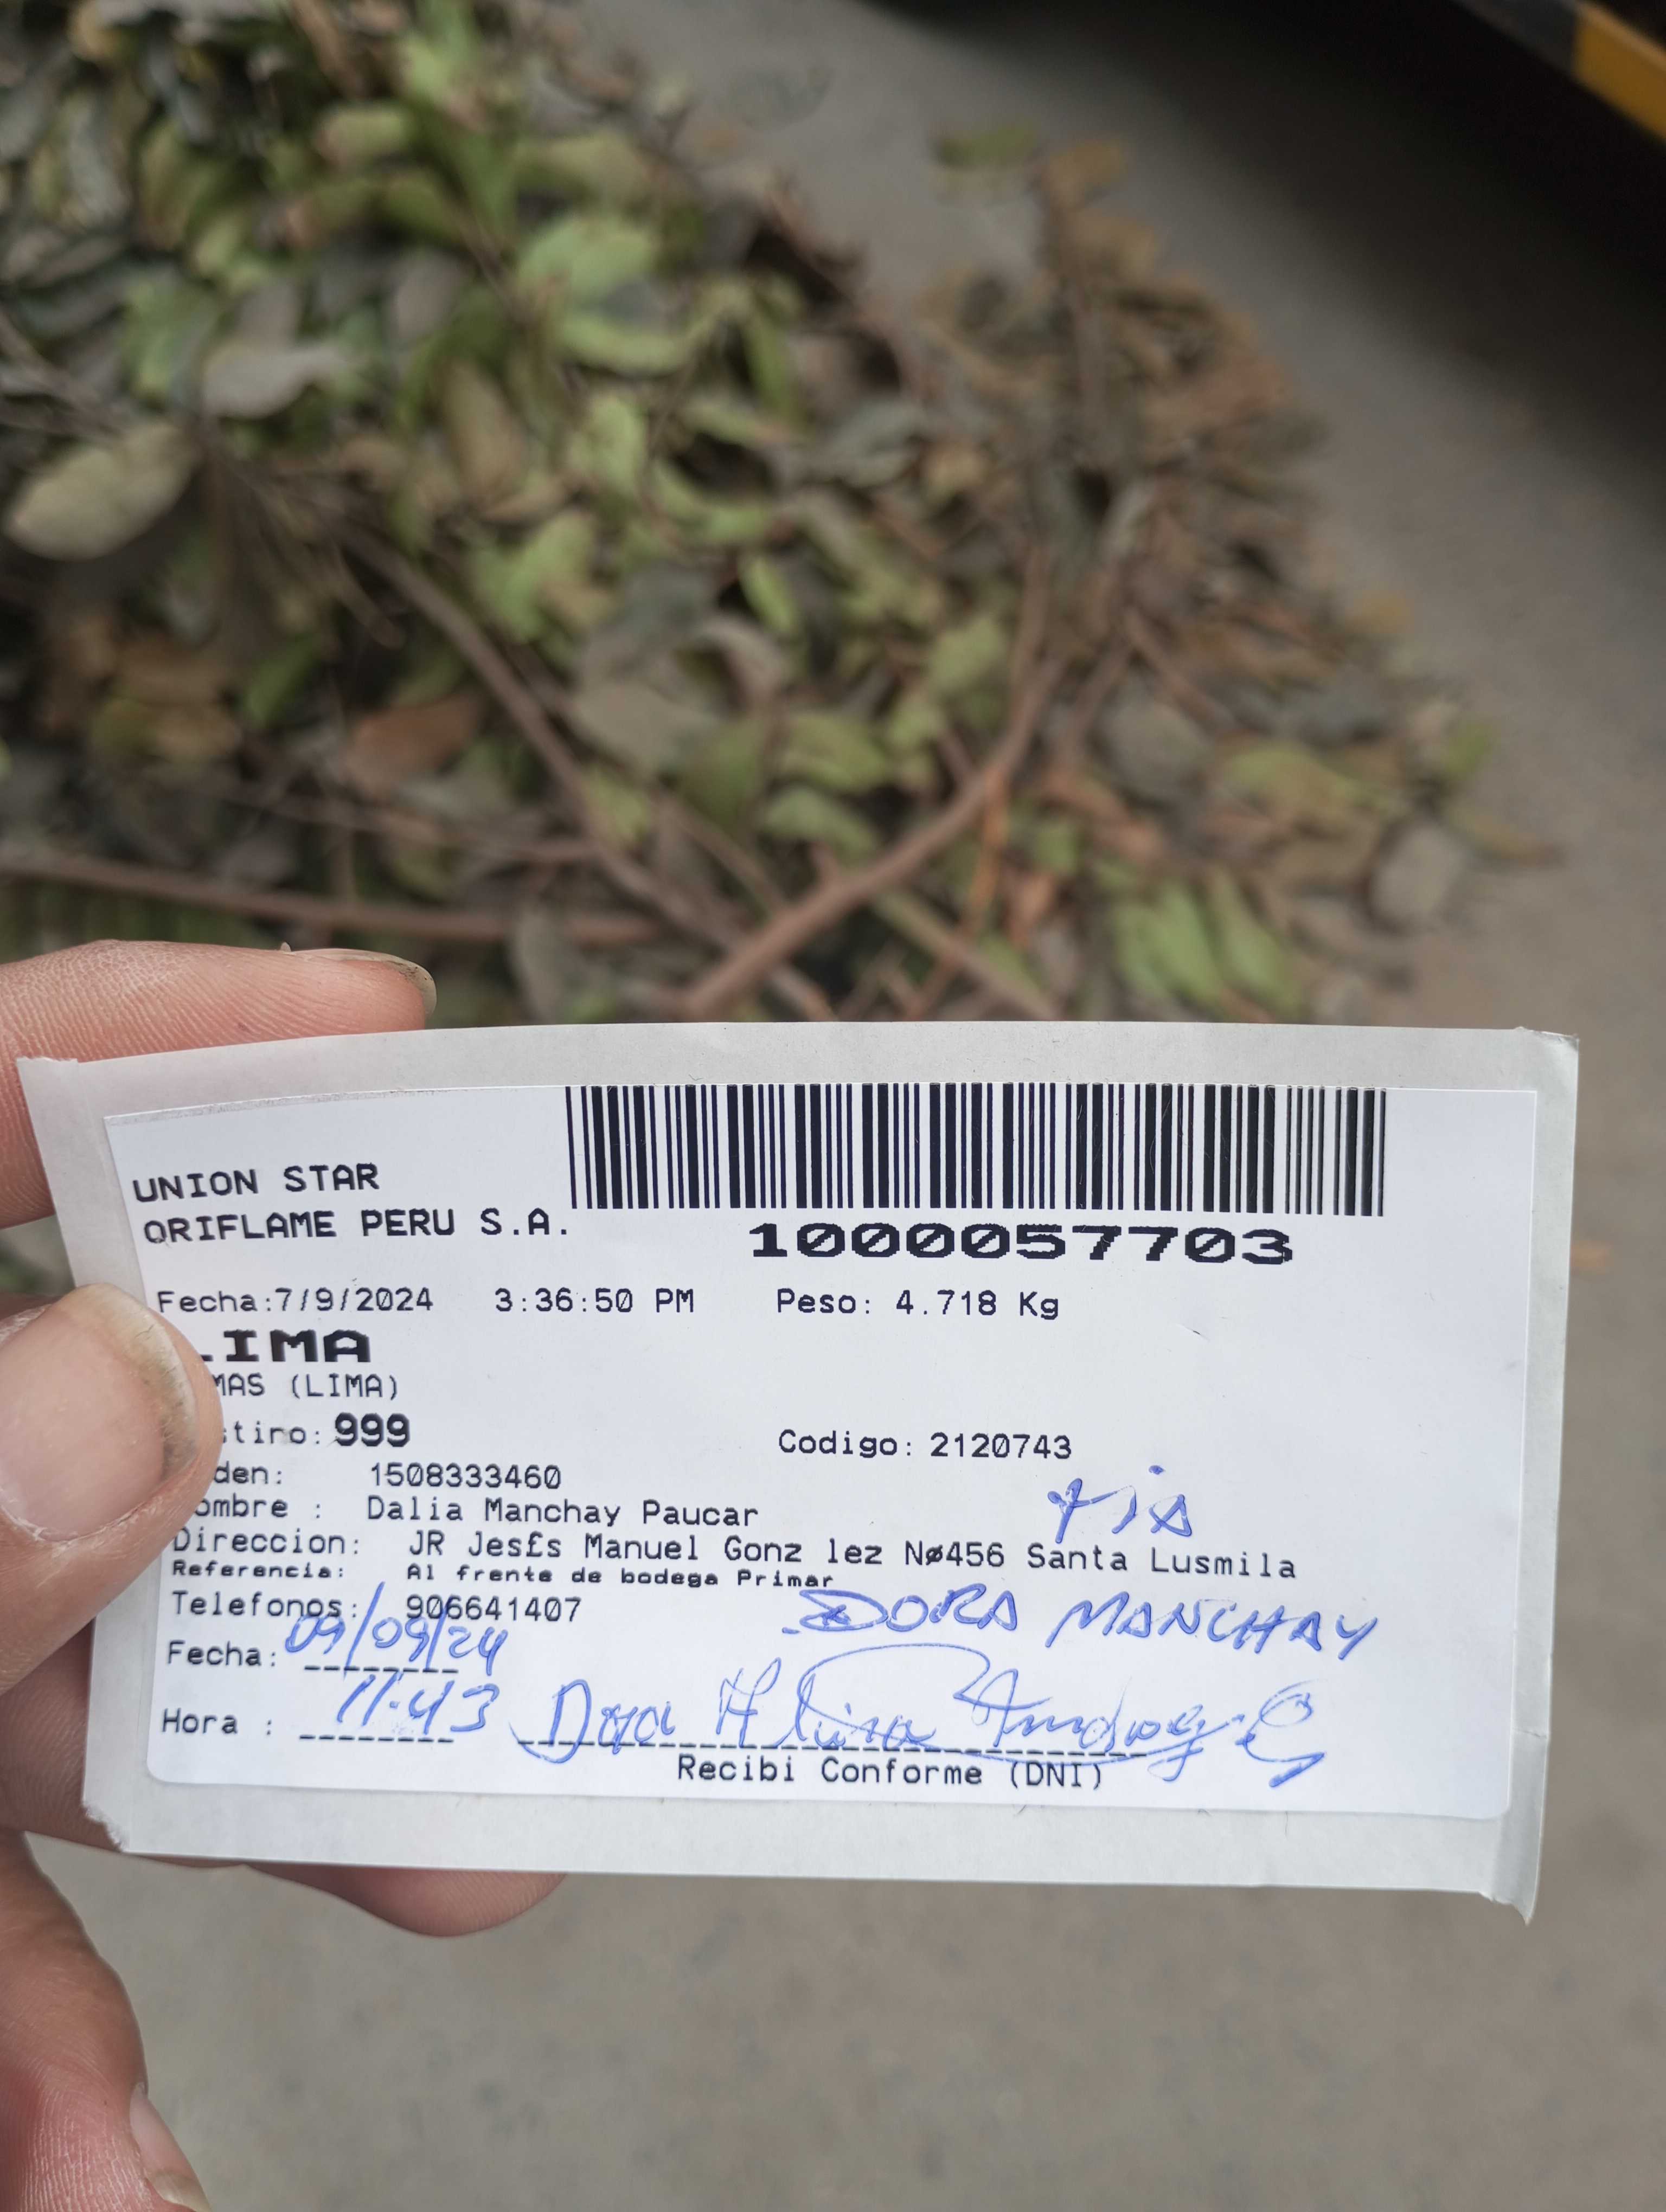 UNION STAR
ORIFLAME PERU S.A.
1000057703
Fecha:7/9/2024 3:36:50 PM Peso: 4.718 Kg
LIMA
MAS (LIMA)
stino: 999 Codigo: 2120743
den: 1508333460
ombre : Dalia Manchay Paucar
tia
Direccion: JR Jes£s Manuel Gonz lez Nø456 Santa Lusmila
Referencia: Al frente de bodega Primar
Telefonos: 906641407
DORA MANCHAY
Fecha: 09/09/24
Hora : 11:43
Recibi Conforme (DNI)